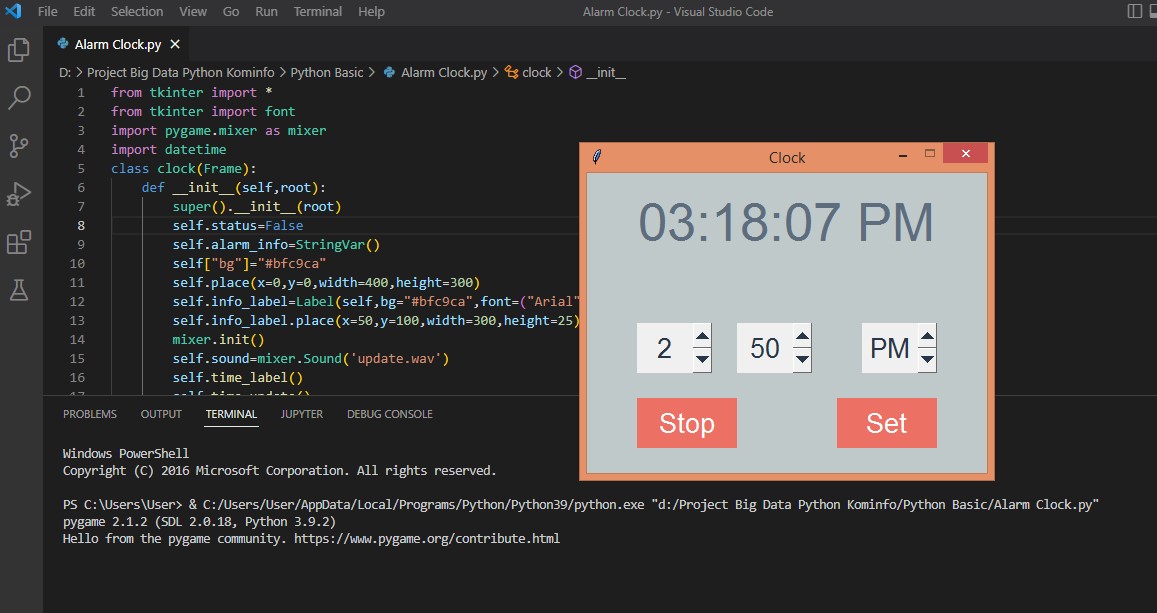 File Edit Selection View Go Run Terminal Help Alarm Clock.py - Visual Studio Code
Alarm Clock.py
D: > Project Big Data Python Kominfo > Python Basic > Alarm Clock.py > clock > __init__
1 from tkinter import *
2 from tkinter import font
3 import pygame.mixer as mixer
4 import datetime
5 class clock(Frame):
6 def __init__(self,root):
7 super().__init__(root)
8 self.status=False
9 self.alarm_info=StringVar()
10 self["bg"]="#bfc9ca"
11 self.place(x=0,y=0,width=400,height=300)
12 self.info_label=Label(self,bg="#bfc9ca",font=("Arial"
13 self.info_label.place(x=50,y=100,width=300,height=25)
14 mixer.init()
15 self.sound=mixer.Sound('update.wav')
16 self.time_label()
17 self.time_update()
Clock
03:18:07 PM
2 50 PM
Stop Set
PROBLEMS OUTPUT TERMINAL JUPYTER DEBUG CONSOLE
Windows PowerShell
Copyright (C) 2016 Microsoft Corporation. All rights reserved.
PS C:\Users\User> & C:/Users/User/AppData/Local/Programs/Python/Python39/python.exe "d:/Project Big Data Python Kominfo/Python Basic/Alarm Clock.py"
pygame 2.1.2 (SDL 2.0.18, Python 3.9.2)
Hello from the pygame community. https://www.pygame.org/contribute.html